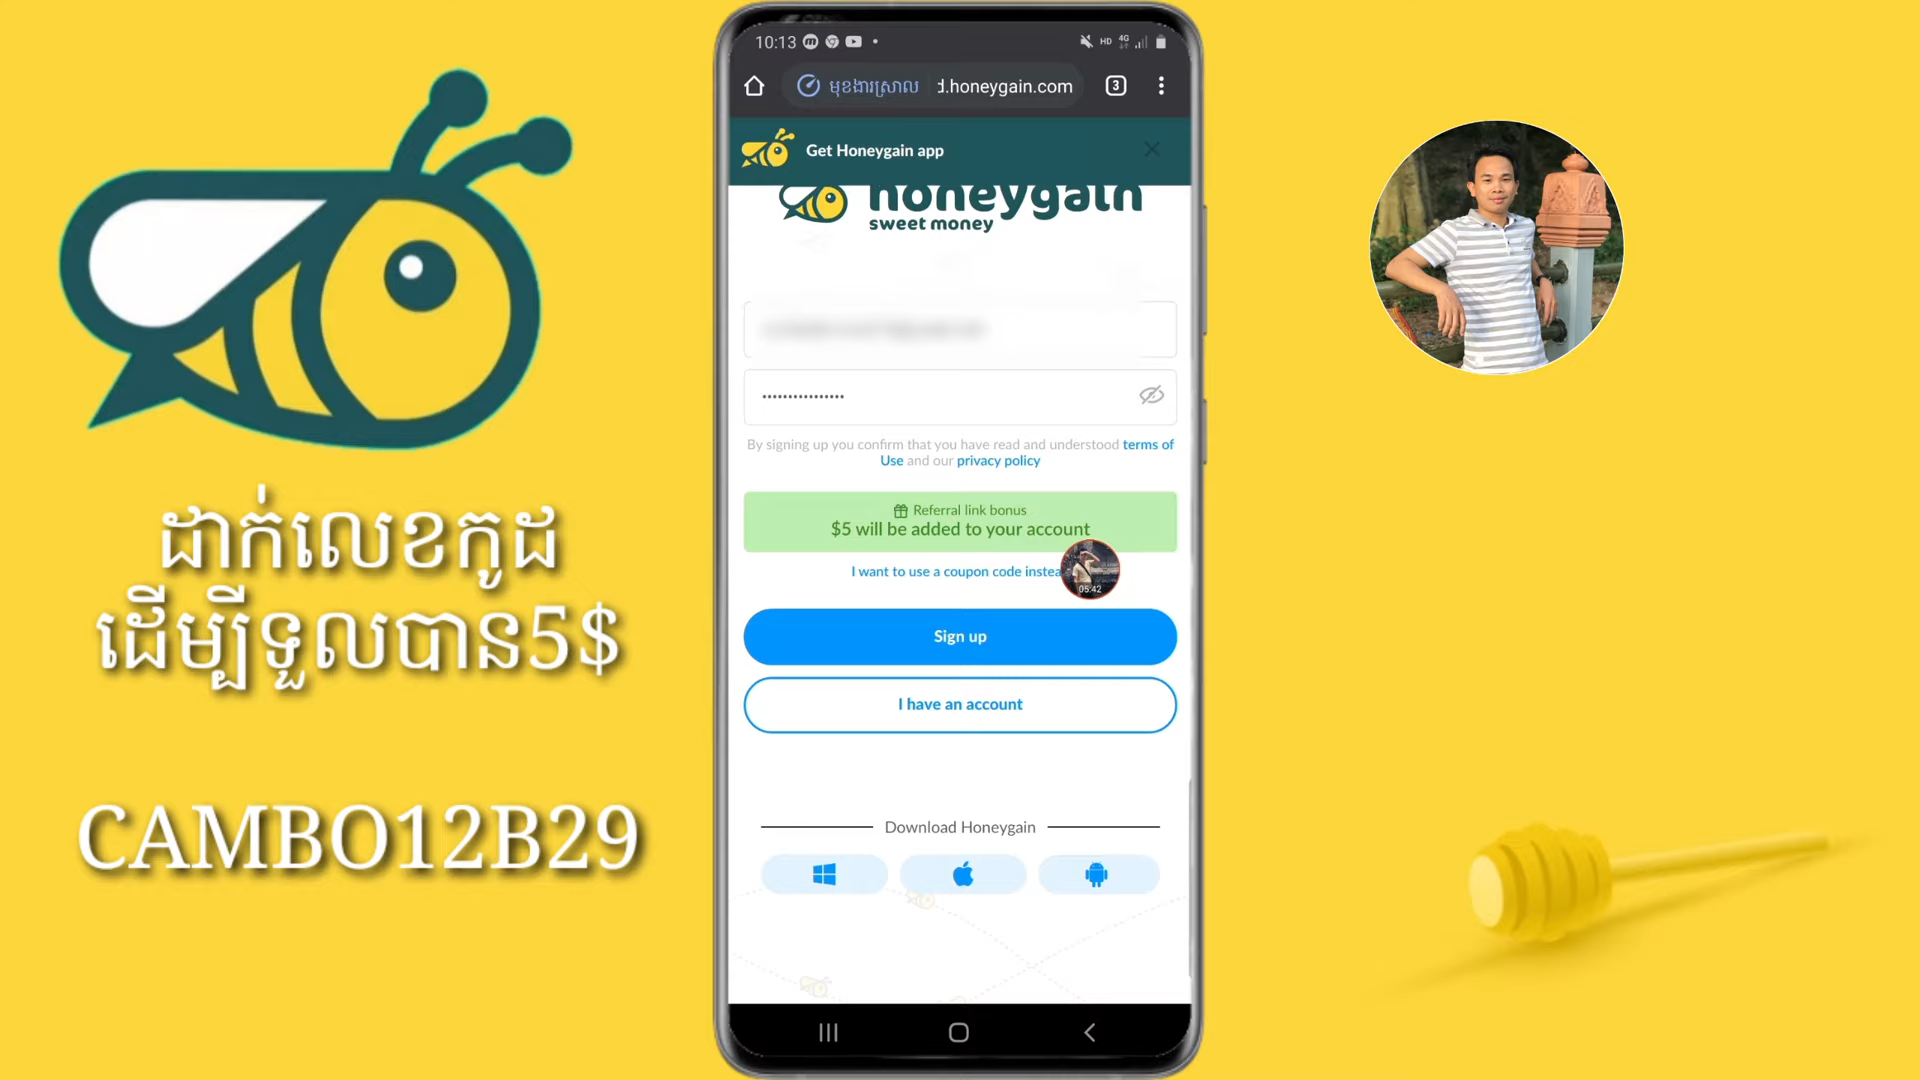 10:13
HD 4G
មុខងារស្រាល d.honeygain.com 3
Get Honeygain app
honeygain
sweet money
••••••••••••••••
By signing up you confirm that you have read and understood terms of
Use and our privacy policy
Referral link bonus
$5 will be added to your account
I want to use a coupon code instea
05:42
Sign up
I have an account
Download Honeygain
ដាក់លេខកូដ
ដើម្បីទទួលបាន5$
CAMBO12B29